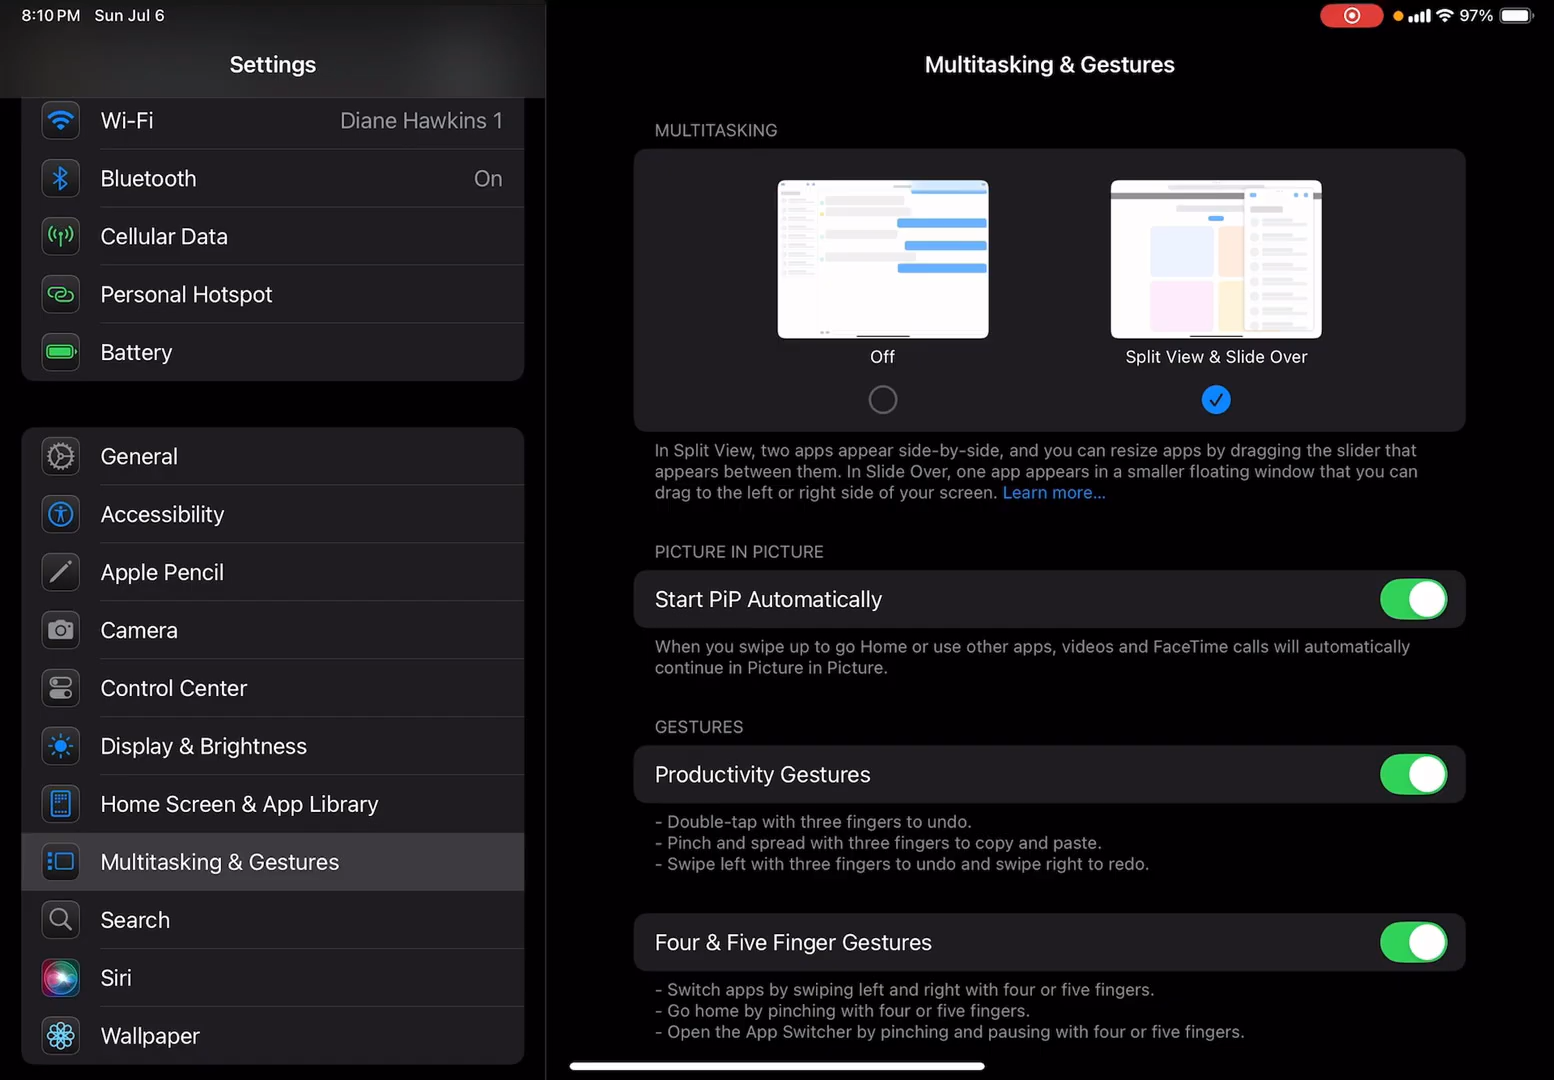 8:10 PM Sun Jul 6
97%
Settings
Wi-Fi Diane Hawkins 1
Bluetooth On
Cellular Data
Personal Hotspot
Battery
General
Accessibility
Apple Pencil
Camera
Control Center
Display & Brightness
Home Screen & App Library
Multitasking & Gestures
Search
Siri
Wallpaper
Multitasking & Gestures
MULTITASKING
Off
Split View & Slide Over
In Split View, two apps appear side-by-side, and you can resize apps by dragging the slider that
appears between them. In Slide Over, one app appears in a smaller floating window that you can
drag to the left or right side of your screen. Learn more...
PICTURE IN PICTURE
Start PiP Automatically
When you swipe up to go Home or use other apps, videos and FaceTime calls will automatically
continue in Picture in Picture.
GESTURES
Productivity Gestures
- Double-tap with three fingers to undo.
- Pinch and spread with three fingers to copy and paste.
- Swipe left with three fingers to undo and swipe right to redo.
Four & Five Finger Gestures
- Switch apps by swiping left and right with four or five fingers.
- Go home by pinching with four or five fingers.
- Open the App Switcher by pinching and pausing with four or five fingers.